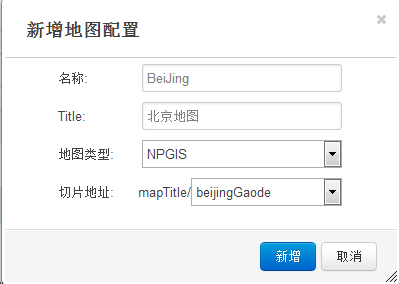 新增地图配置 ×
名称: BeiJing
Title: 北京地图
地图类型: NPGIS
切片地址: mapTitle/ beijingGaode
新增 取消